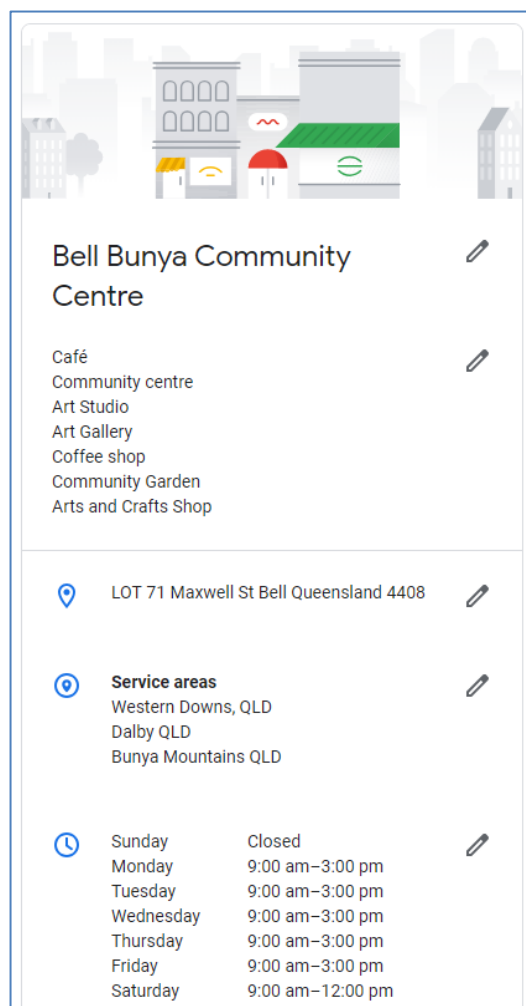 Bell Bunya Community
Centre
Café
Community centre
Art Studio
Art Gallery
Coffee shop
Community Garden
Arts and Crafts Shop
LOT 71 Maxwell St Bell Queensland 4408
Service areas
Western Downs, QLD
Dalby QLD
Bunya Mountains QLD
Sunday Closed
Monday 9:00 am–3:00 pm
Tuesday 9:00 am–3:00 pm
Wednesday 9:00 am–3:00 pm
Thursday 9:00 am–3:00 pm
Friday 9:00 am–3:00 pm
Saturday 9:00 am–12:00 pm